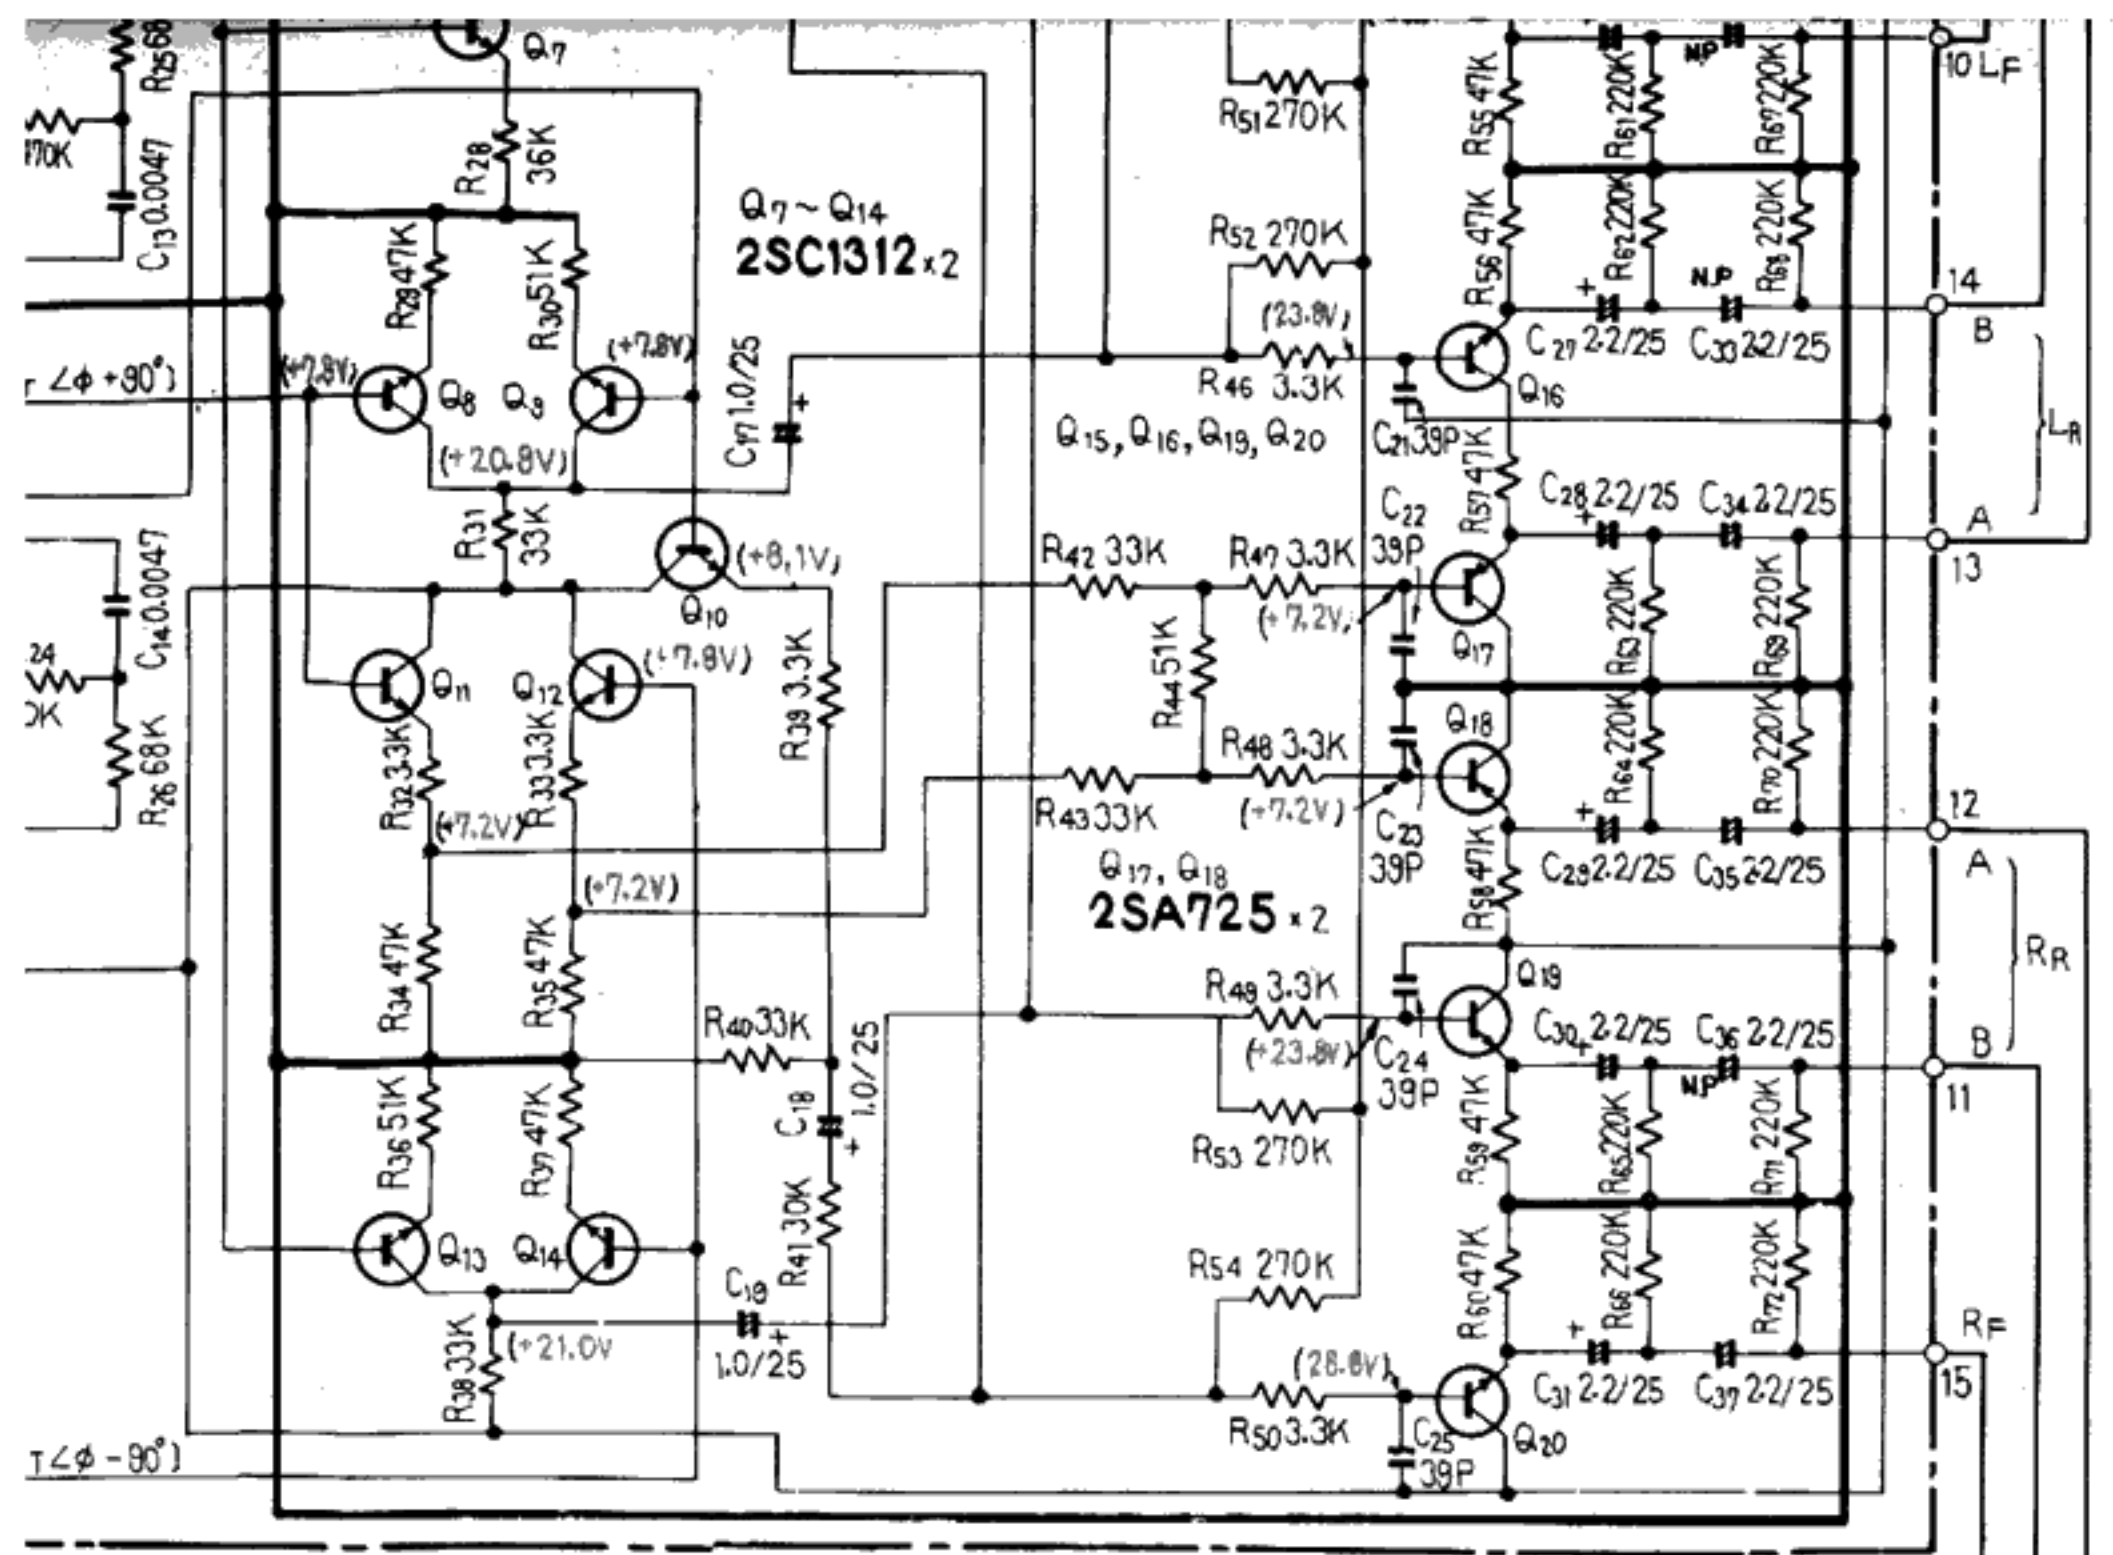 R25 68
Q7
10 LF
R51 270K
R55 47K
R61 220K
NP
R67 220K
C13 0.0047
R28
36K
Q7~Q14
2SC1312×2
R52 270K
R56 47K
R62 220K
R68 220K
NP
14
B
R29 47K
R30 51K
(23.8V)
C27 2.2/25
C33 2.2/25
+
∠φ+90°)
(+7.8V)
(+7.8V)
Q8
Q9
C17 1.0/25
+
R46 3.3K
Q16
(+20.8V)
Q15, Q16, Q19, Q20
C21 39P
LR
R31
33K
R57 47K
C28 2.2/25
C34 2.2/25
+
A
13
C22
39P
C14 0.0047
(+8.1V)
Q10
R42 33K
R47 3.3K
(+7.2V)
Q17
R63 220K
R69 220K
24
Q11
Q12
(+7.8V)
R39 3.3K
R44 51K
R26 68K
R32 3.3K
R33 3.3K
R48 3.3K
Q18
R64 220K
R70 220K
(+7.2V)
R43 33K
(+7.2V)
C23
39P
+
12
A
C29 2.2/25
C35 2.2/25
R58 47K
(+7.2V)
Q17, Q18
2SA725×2
RR
R34 47K
R35 47K
R49 3.3K
Q19
R40 33K
(+23.8V)
C24
39P
C30 2.2/25
C36 2.2/25
+
NP
B
11
C18
1.0/25
+
R36 51K
R37 47K
R53 270K
R59 47K
R65 220K
R71 220K
R41 30K
Q13
Q14
R54 270K
R60 47K
R66 220K
R72 220K
C19
+
1.0/25
R38 33K
(+21.0V
+
RF
15
R50 3.3K
C25
39P
Q20
C31 2.2/25
C37 2.2/25
∠φ-90°)